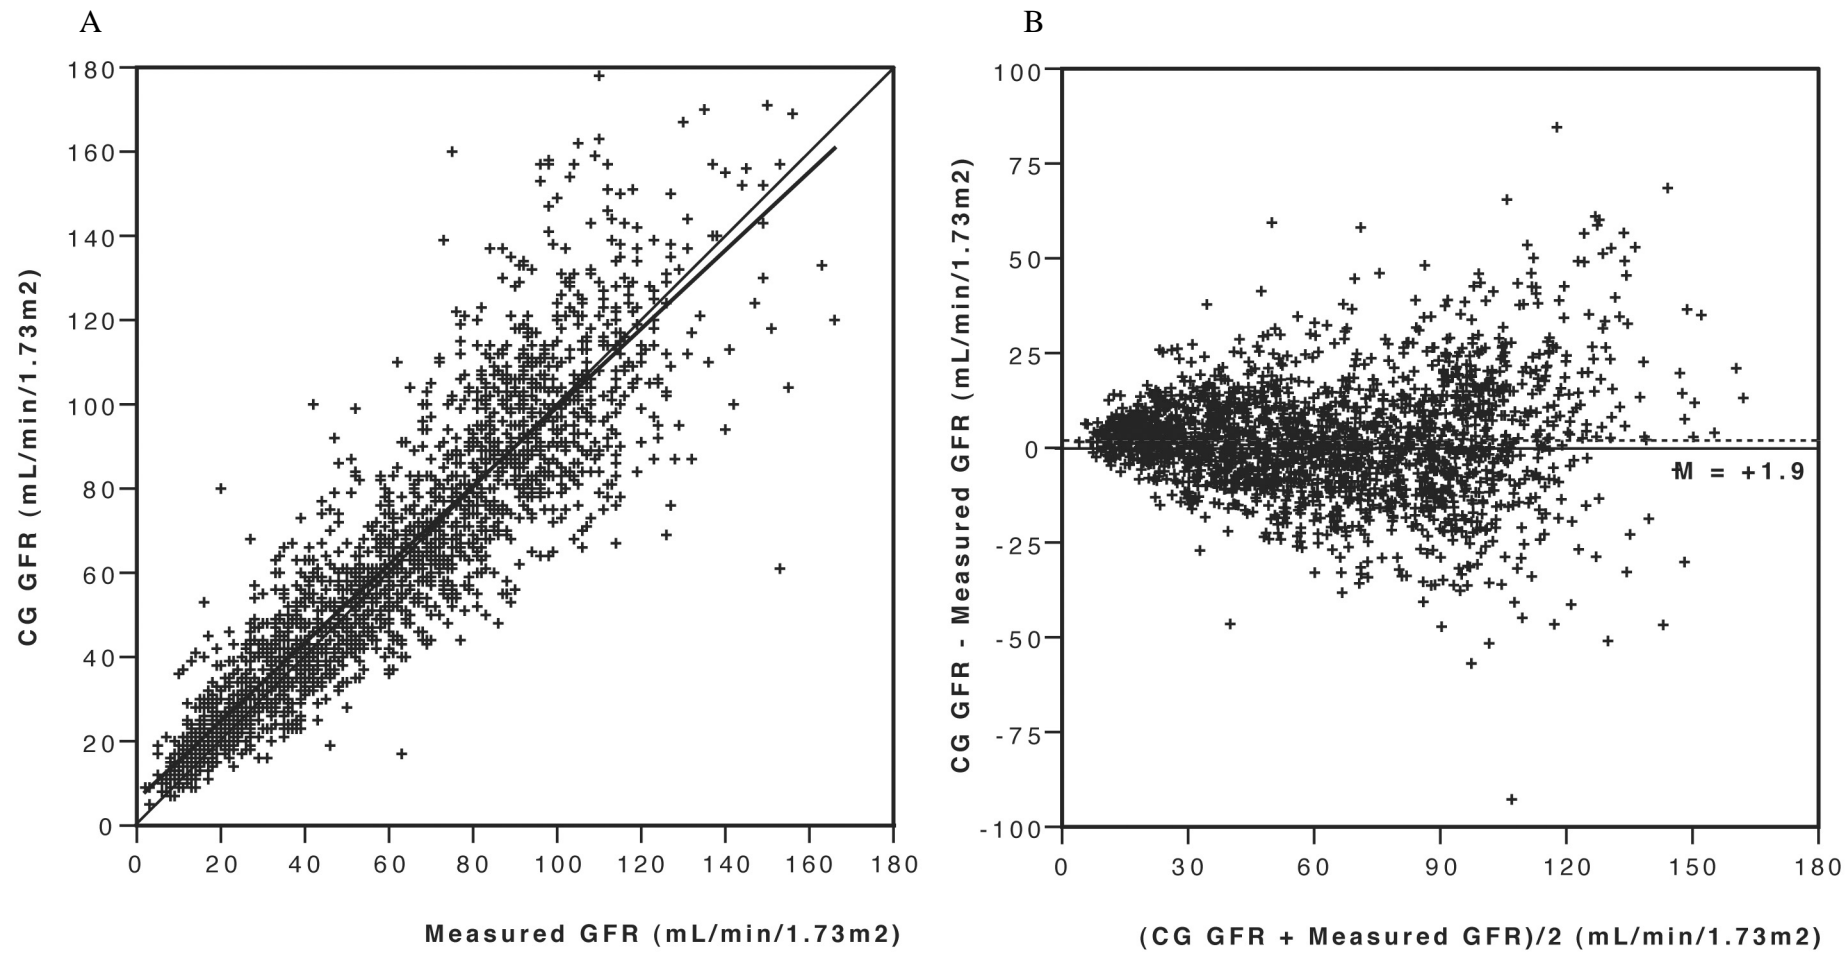 A
B
CG GFR (mL/min/1.73m2)
180
160
140
120
100
80
60
40
20
0
0 20 40 60 80 100 120 140 160 180
Measured GFR (mL/min/1.73m2)
CG GFR - Measured GFR (mL/min/1.73m2)
100
75
50
25
0
-25
-50
-75
-100
M = +1.9
0 30 60 90 120 150 180
(CG GFR + Measured GFR)/2 (mL/min/1.73m2)